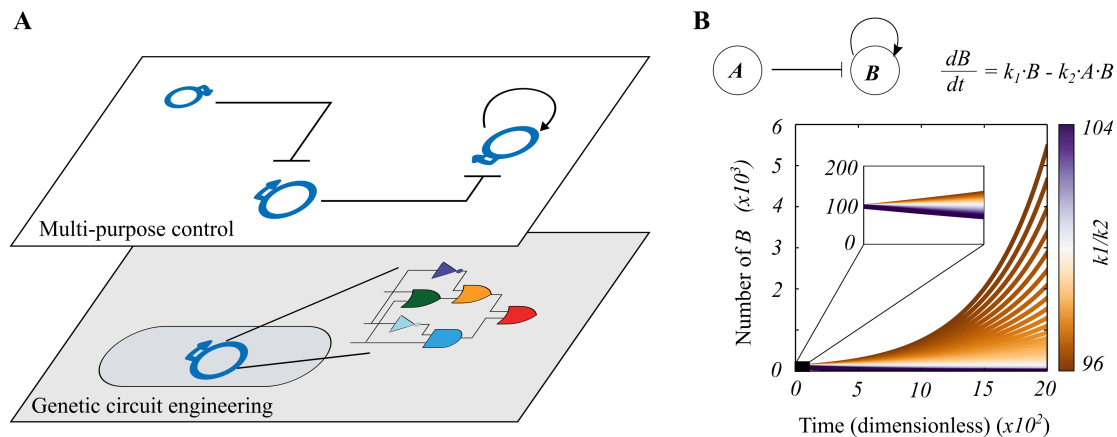 A
Multi-purpose control
Genetic circuit engineering
B
A
B
dB
dt
= k1·B - k2·A·B
6
5
4
3
2
1
0
Number of B (x10³)
200
100
0
0
5
10
15
20
Time (dimensionless) (x10²)
104
96
k1/k2